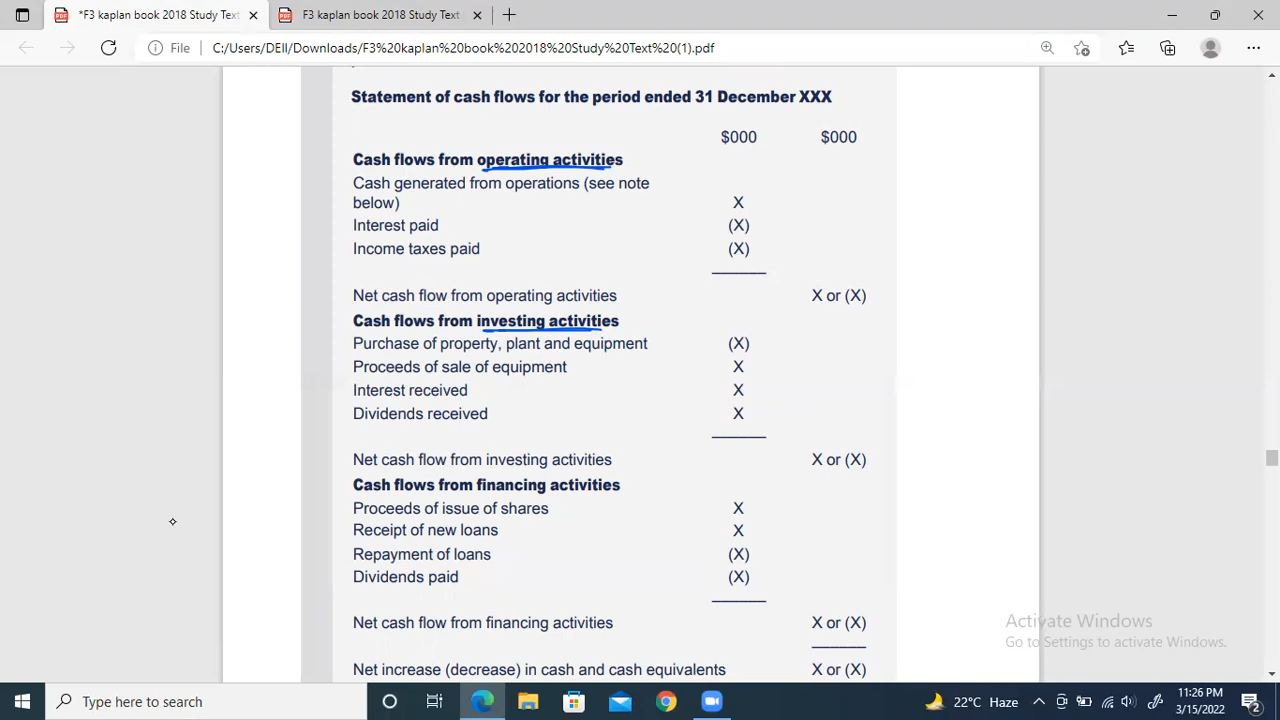 *F3 kaplan book 2018 Study Text
F3 kaplan book 2018 Study Text
File
C:/Users/DEll/Downloads/F3%20kaplan%20book%202018%20Study%20Text%20(1).pdf
Statement of cash flows for the period ended 31 December XXX
$000 $000
Cash flows from operating activities
Cash generated from operations (see note
below) X
Interest paid (X)
Income taxes paid (X)
Net cash flow from operating activities X or (X)
Cash flows from investing activities
Purchase of property, plant and equipment (X)
Proceeds of sale of equipment X
Interest received X
Dividends received X
Net cash flow from investing activities X or (X)
Cash flows from financing activities
Proceeds of issue of shares X
Receipt of new loans X
Repayment of loans (X)
Dividends paid (X)
Net cash flow from financing activities X or (X)
Net increase (decrease) in cash and cash equivalents X or (X)
Activate Windows
Go to Settings to activate Windows.
Type here to search
22°C Haze
11:26 PM
3/15/2022
2